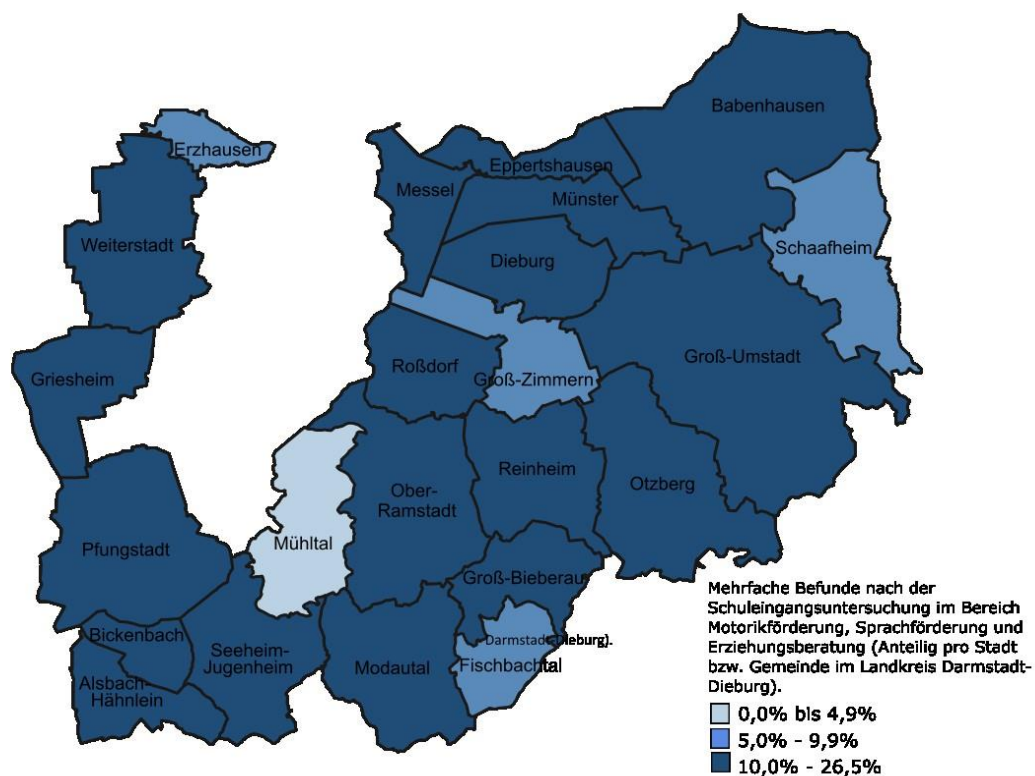 Babenhausen
Erzhausen
Eppertshausen
Messel
Münster
Weiterstadt
Schaafheim
Dieburg
Groß-Umstadt
Roßdorf
Griesheim
Groß-Zimmern
Reinheim
Otzberg
Ober-
Ramstadt
Mühltal
Pfungstadt
Groß-Bieberau
Bickenbach
Seeheim-
Jugenheim
Darmstadt-Dieburg).
Fischbachtal
Modautal
Alsbach-
Hähnlein
Mehrfache Befunde nach der
Schuleingangsuntersuchung im Bereich
Motorikförderung, Sprachförderung und
Erziehungsberatung (Anteilig pro Stadt
bzw. Gemeinde im Landkreis Darmstadt-
Dieburg).
0,0% bis 4,9%
5,0% - 9,9%
10,0% - 26,5%